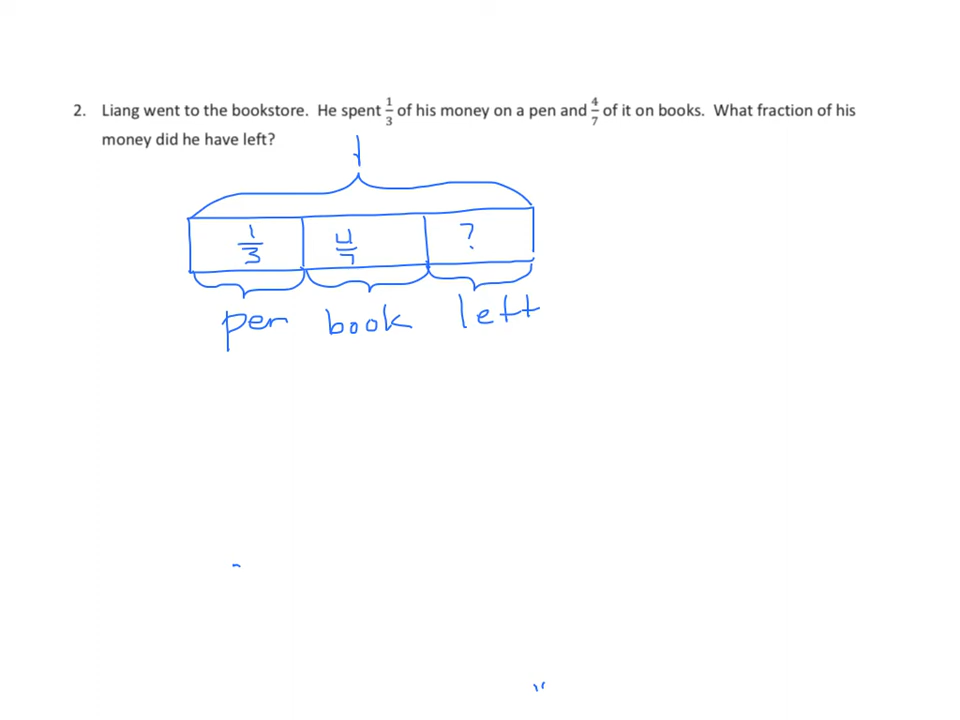 2. Liang went to the bookstore. He spent 1/3 of his money on a pen and 4/7 of it on books. What fraction of his
money did he have left?
1
1/3 4/7 ?
pen book left